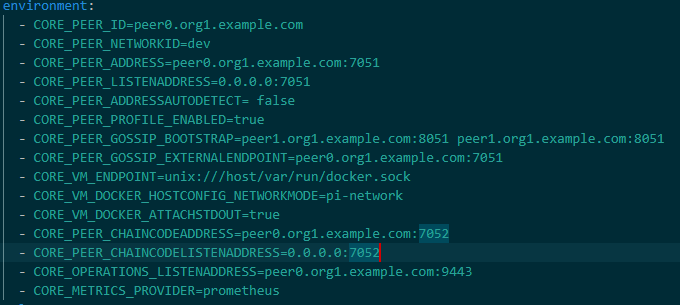 environment:
- CORE_PEER_ID=peer0.org1.example.com
- CORE_PEER_NETWORKID=dev
- CORE_PEER_ADDRESS=peer0.org1.example.com:7051
- CORE_PEER_LISTENADDRESS=0.0.0.0:7051
- CORE_PEER_ADDRESSAUTODETECT= false
- CORE_PEER_PROFILE_ENABLED=true
- CORE_PEER_GOSSIP_BOOTSTRAP=peer1.org1.example.com:8051 peer1.org1.example.com:8051
- CORE_PEER_GOSSIP_EXTERNALENDPOINT=peer0.org1.example.com:7051
- CORE_VM_ENDPOINT=unix:///host/var/run/docker.sock
- CORE_VM_DOCKER_HOSTCONFIG_NETWORKMODE=pi-network
- CORE_VM_DOCKER_ATTACHSTDOUT=true
- CORE_PEER_CHAINCODEADDRESS=peer0.org1.example.com:7052
- CORE_PEER_CHAINCODELISTENADDRESS=0.0.0.0:7052
- CORE_OPERATIONS_LISTENADDRESS=peer0.org1.example.com:9443
- CORE_METRICS_PROVIDER=prometheus